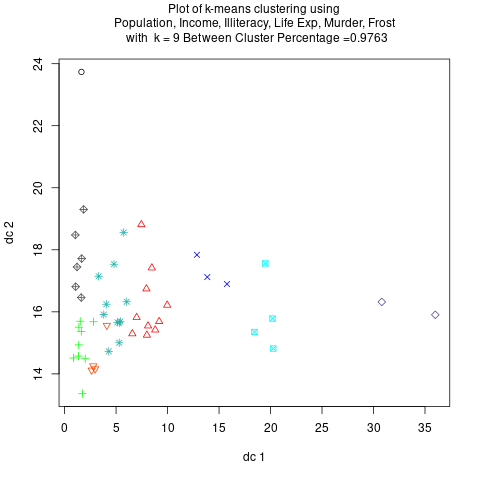 Plot of k-means clustering using
Population, Income, Illiteracy, Life Exp, Murder, Frost
with k = 9 Between Cluster Percentage =0.9763
24
22
20
18
16
14
dc 2
0 5 10 15 20 25 30 35
dc 1